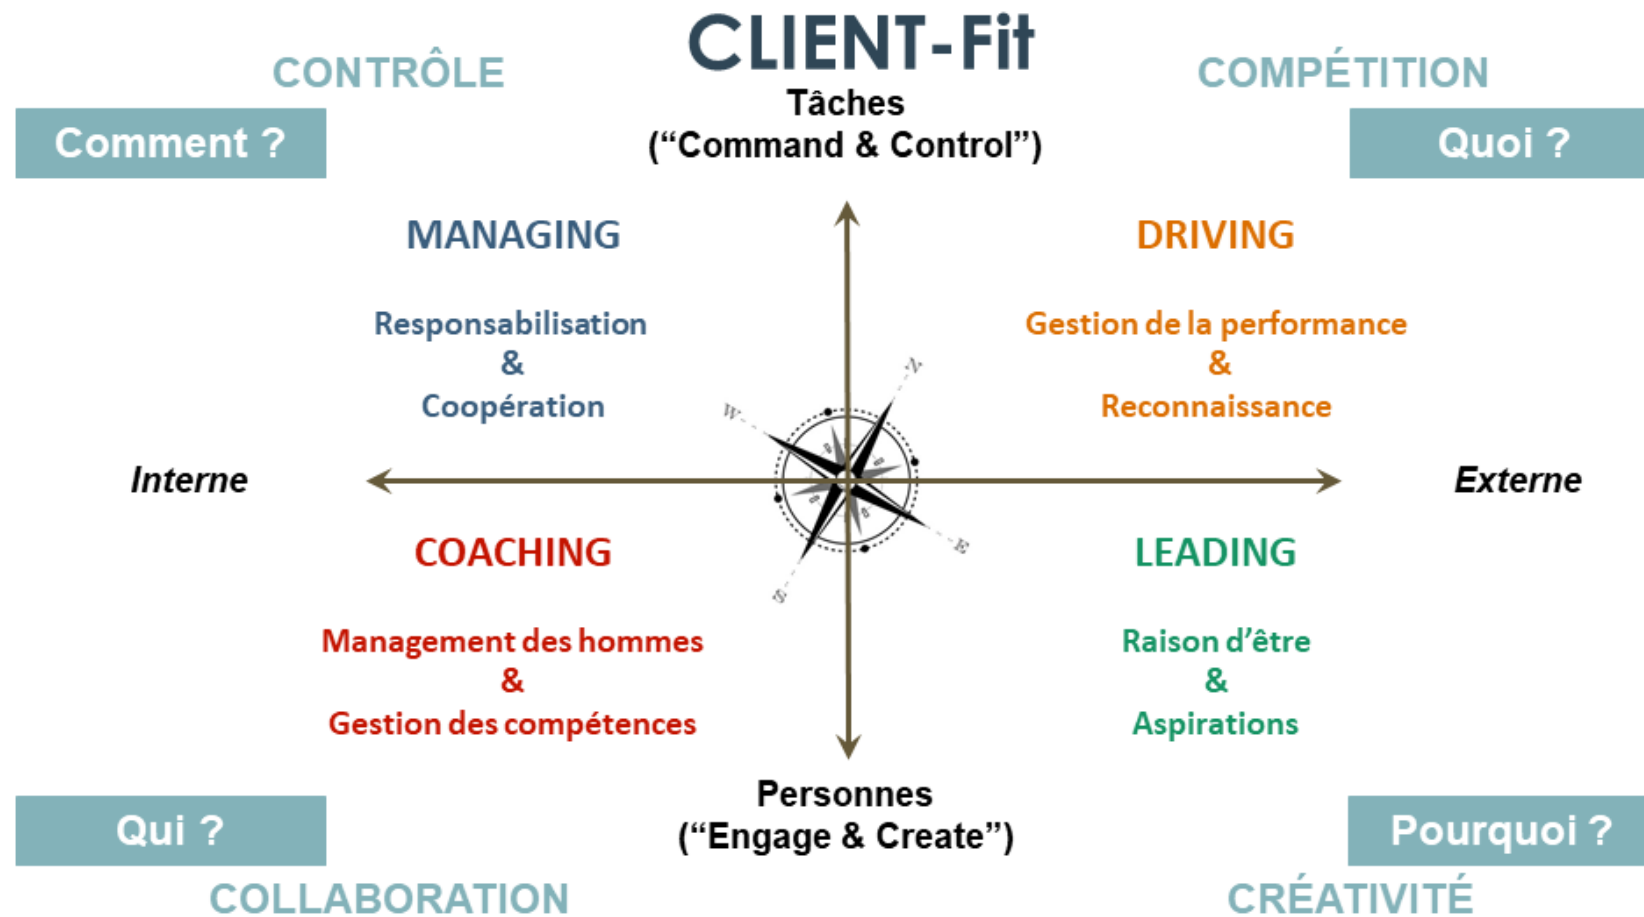 CLIENT-Fit
CONTRÔLE
COMPÉTITION
Tâches
(“Command & Control”)
Comment ?
Quoi ?
MANAGING
DRIVING
Responsabilisation
&
Coopération
Gestion de la performance
&
Reconnaissance
N
W
Interne
Externe
E
S
COACHING
LEADING
Management des hommes
&
Gestion des compétences
Raison d’être
&
Aspirations
Personnes
(“Engage & Create”)
Qui ?
Pourquoi ?
COLLABORATION
CRÉATIVITÉ